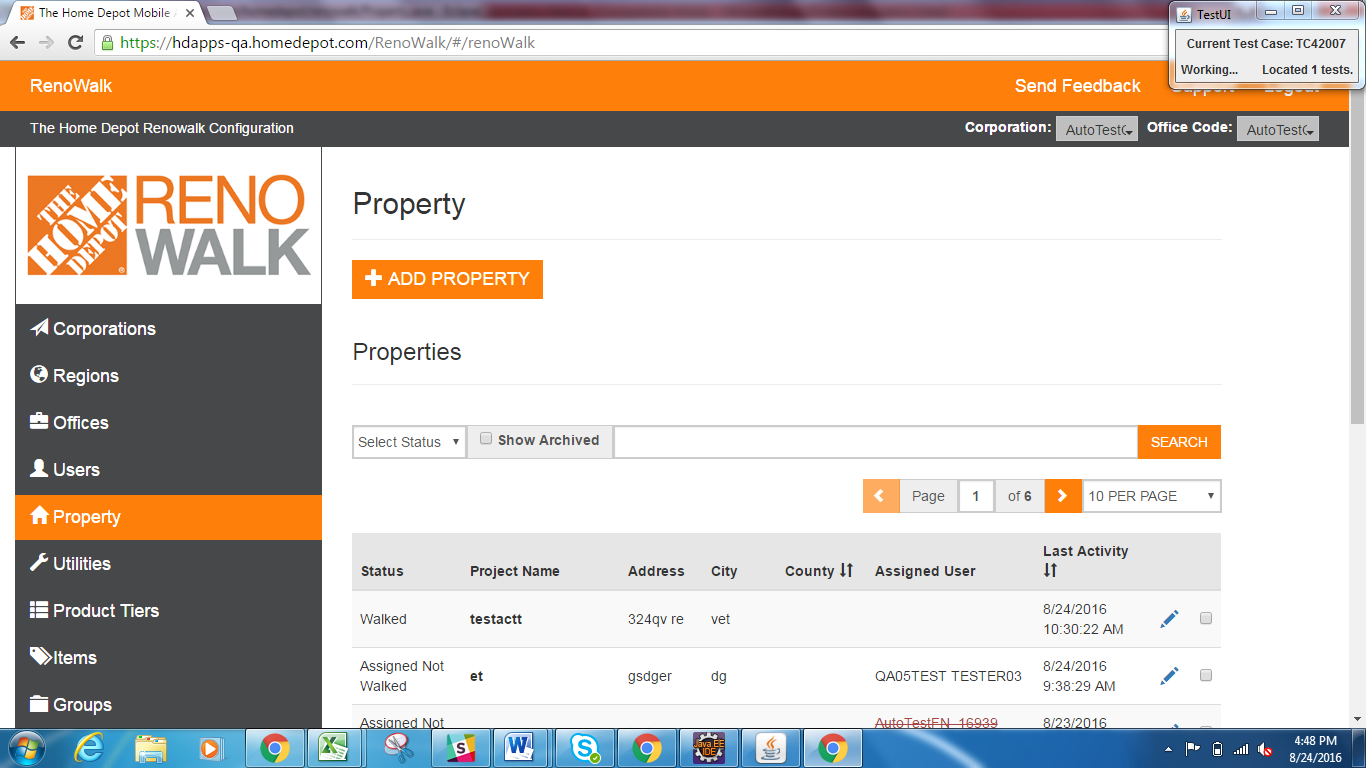 The Home Depot Mobile
TestUI
Current Test Case: TC42007
Working... Located 1 tests.
https://hdapps-qa.homedepot.com/RenoWalk/#/renoWalk
RenoWalk
Send Feedback
The Home Depot Renowalk Configuration
Corporation: AutoTest Office Code: AutoTest
THE HOME DEPOT
RENO
WALK
Corporations
Regions
Offices
Users
Property
Utilities
Product Tiers
Items
Groups
Property
ADD PROPERTY
Properties
Select Status Show Archived SEARCH
Page 1 of 6 10 PER PAGE
Status Project Name Address City County Assigned User Last Activity
Walked testactt 324qv re vet 8/24/2016 10:30:22 AM
Assigned Not Walked et gsdger dg QA05TEST TESTER03 8/24/2016 9:38:29 AM
Assigned Not AutoTestFN_16939 8/23/2016
Java EE IDE
4:48 PM
8/24/2016